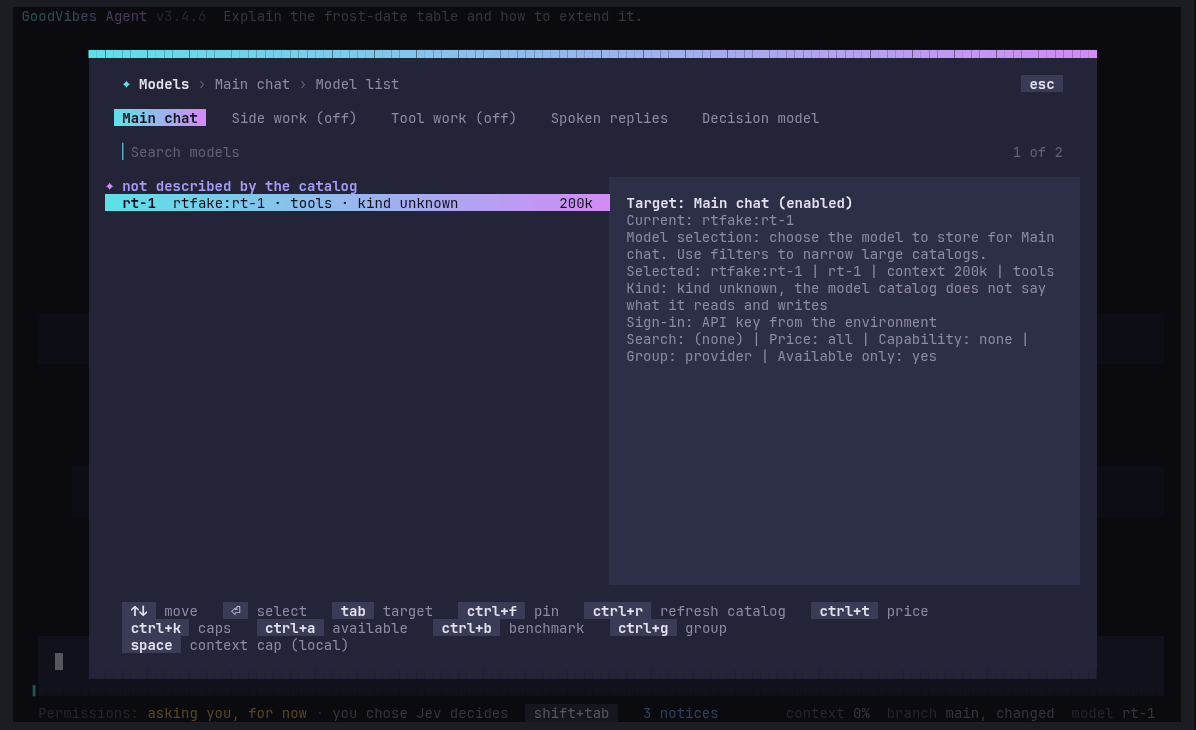 GoodVibes Agent v3.4.6  Explain the frost-date table and how to extend it.
✦ Models › Main chat › Model list esc
Main chat  Side work (off)  Tool work (off)  Spoken replies  Decision model
Search models 1 of 2
✦ not described by the catalog
rt-1  rtfake:rt-1 · tools · kind unknown 200k
Target: Main chat (enabled)
Current: rtfake:rt-1
Model selection: choose the model to store for Main
chat. Use filters to narrow large catalogs.
Selected: rtfake:rt-1 | rt-1 | context 200k | tools
Kind: kind unknown, the model catalog does not say
what it reads and writes
Sign-in: API key from the environment
Search: (none) | Price: all | Capability: none |
Group: provider | Available only: yes
↑↓ move  ⏎ select  tab target  ctrl+f pin  ctrl+r refresh catalog  ctrl+t price
ctrl+k caps  ctrl+a available  ctrl+b benchmark  ctrl+g group
space context cap (local)
Permissions: asking you, for now · you chose Jev decides  shift+tab  3 notices  context 0%  branch main, changed  model rt-1